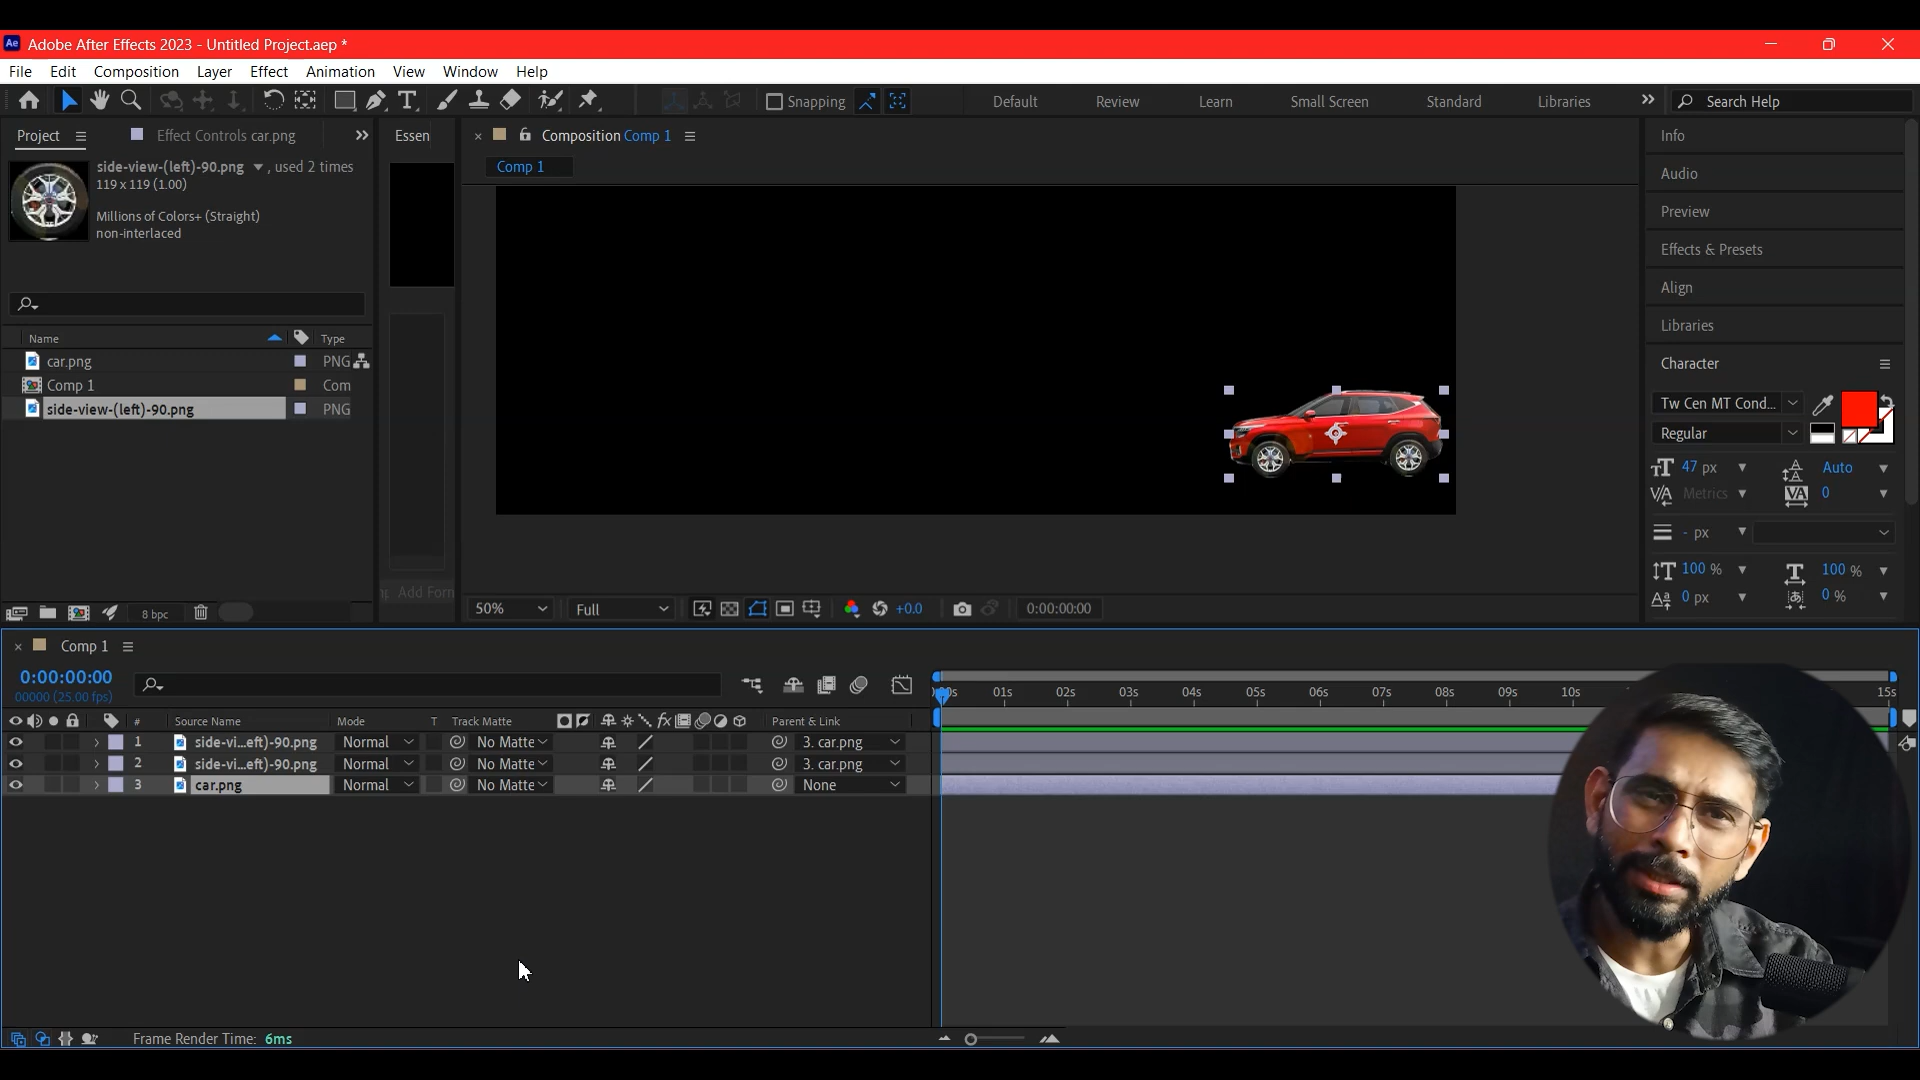 Ae Adobe After Effects 2023 - Untitled Project.aep *
File Edit Composition Layer Effect Animation View Window Help
Snapping Default Review Learn Small Screen Standard Libraries Search Help
Project Effect Controls car.png Essen Composition Comp 1
Comp 1
side-view-(left)-90.png , used 2 times
119 x 119 (1.00)
Millions of Colors+ (Straight)
non-interlaced
Name Type
car.png PNG
Comp 1 Com
side-view-(left)-90.png PNG
8 bpc
Add Forn
50% Full +0.0 0:00:00:00
Info
Audio
Preview
Effects & Presets
Align
Libraries
Character
Tw Cen MT Cond...
Regular
47 px Auto
Metrics 0
- px
100 % 100 %
0 px 0 %
Comp 1
0:00:00:00
00000 (25.00 fps)
01s 02s 03s 04s 05s 06s 07s 08s 09s 10s 15s
# Source Name Mode T Track Matte fx Parent & Link
1 side-vi...eft)-90.png Normal No Matte 3. car.png
2 side-vi...eft)-90.png Normal No Matte 3. car.png
3 car.png Normal No Matte None
Frame Render Time: 6ms